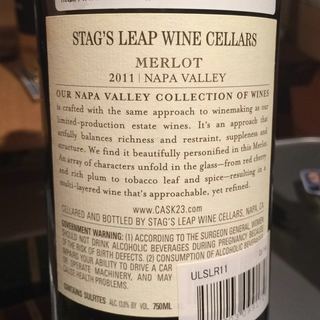 STAG'S LEAP WINE CELLARS
MERLOT
2011 | NAPA VALLEY
OUR NAPA VALLEY COLLECTION OF WINES
is crafted with the same approach to winemaking as our
limited-production estate wines. It's an approach that
artfully balances richness and restraint, suppleness and
structure. We find it beautifully personified in this Merlot.
An array of characters unfold in the glass—from red cherry
and rich plum to tobacco leaf and spice—resulting in a
multi-layered wine that's approachable, yet refined.
www.CASK23.com
CELLARED AND BOTTLED BY STAG'S LEAP WINE CELLARS, NAPA, CA
GOVERNMENT WARNING: (1) ACCORDING TO THE SURGEON GENERAL, WOMEN
SHOULD NOT DRINK ALCOHOLIC BEVERAGES DURING PREGNANCY BECAUSE
OF THE RISK OF BIRTH DEFECTS. (2) CONSUMPTION OF ALCOHOLIC
BEVERAGES IMPAIRS YOUR ABILITY TO DRIVE A CAR
OR OPERATE MACHINERY, AND MAY
CAUSE HEALTH PROBLEMS.
ULSLR11
CONTAINS SULFITES ALC 13.8% BY VOL 750ML